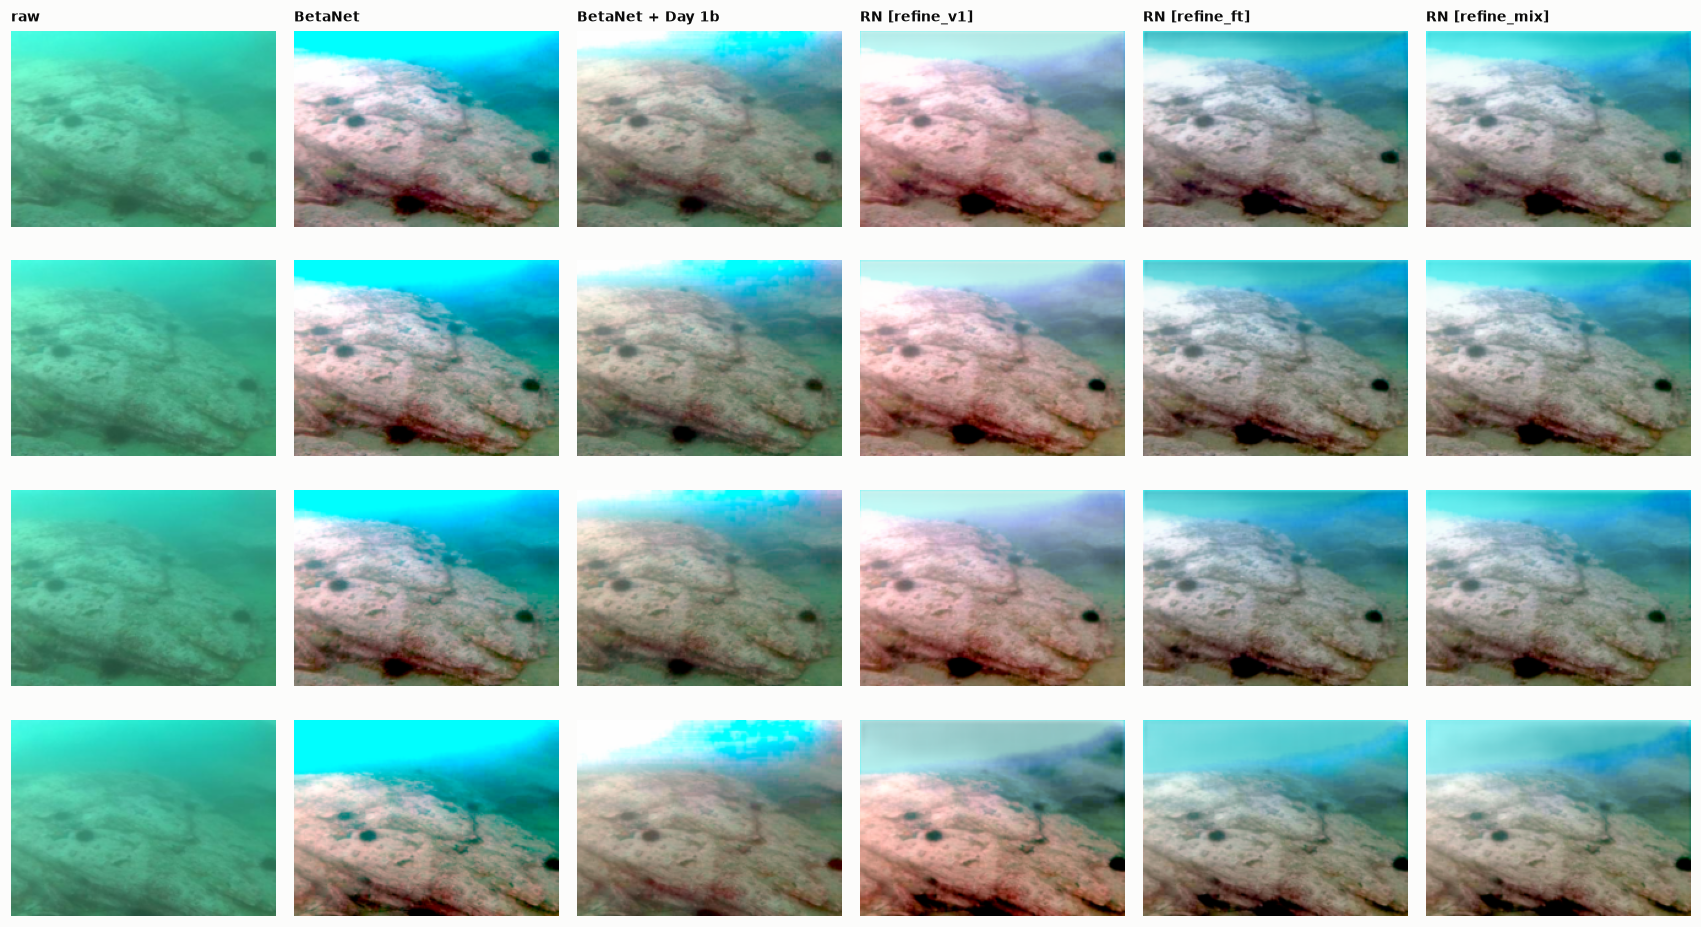 raw
BetaNet
BetaNet + Day 1b
RN [refine_v1]
RN [refine_ft]
RN [refine_mix]